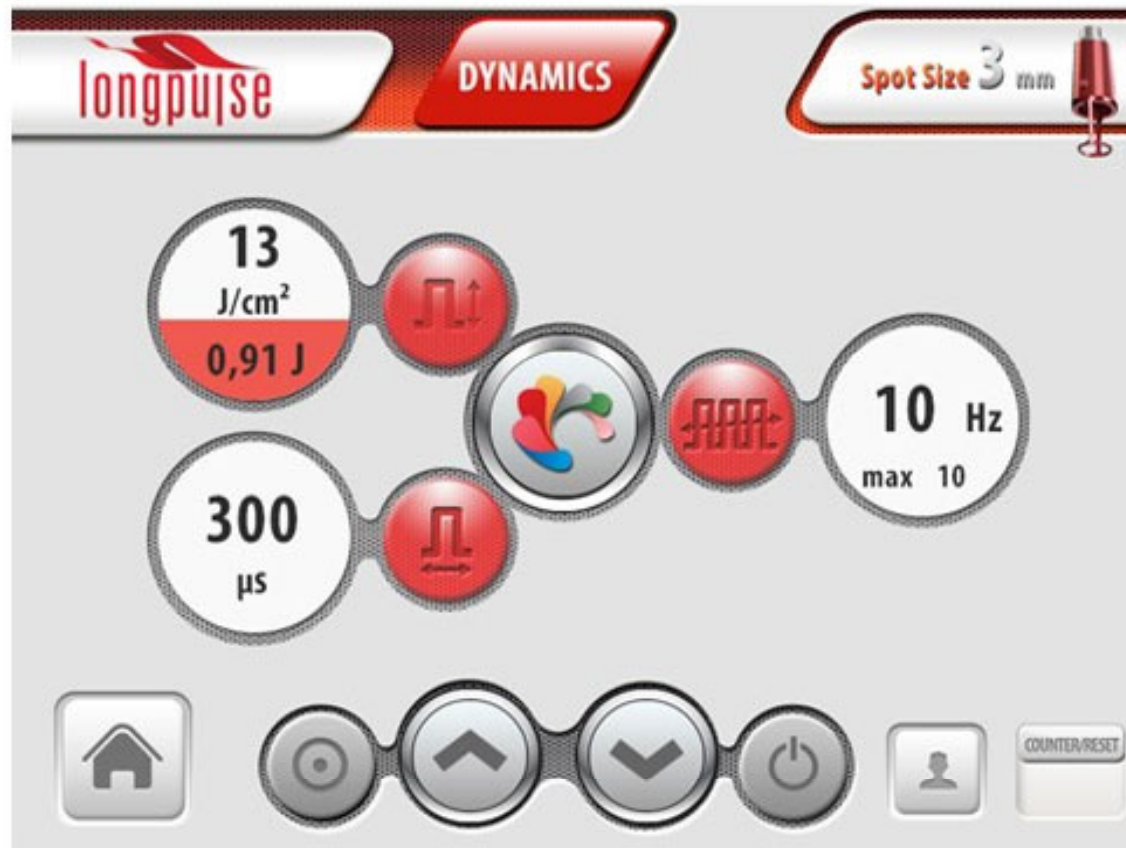 longpulse
DYNAMICS
Spot Size 3 mm
13
J/cm²
0,91 J
10 Hz
max 10
300
µs
COUNTER/RESET